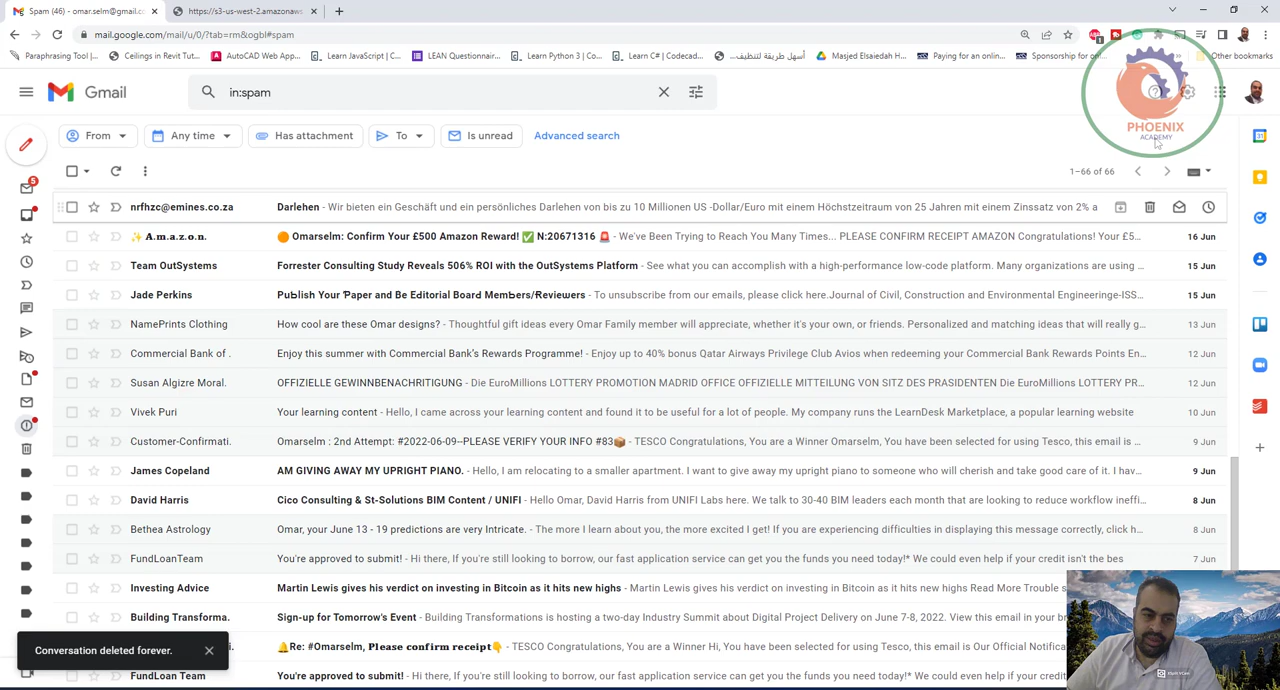 Spam (46) - omar.selm@gmail.c
https://s3-us-west-2.amazonaws
mail.google.com/mail/u/0/?tab=rm&ogbl#spam
Paraphrasing Tool |...
Ceilings in Revit Tut...
AutoCAD Web App...
Learn JavaScript | C...
LEAN Questionnair...
Learn Python 3 | Co...
Learn C# | Codecad...
أسهل طريقة لتنظيف...
Masjed Elsaiedah H...
Paying for an onlin...
Sponsorship for on...
Other bookmarks
Gmail
in:spam
PHOENIX
ACADEMY
From
Any time
Has attachment
To
Is unread
Advanced search
1–66 of 66
5
nrfhzc@emines.co.za Darlehen - Wir bieten ein Geschäft und ein persönliches Darlehen von bis zu 10 Millionen US -Dollar/Euro mit einem Höchstzeitraum von 25 Jahren mit einem Zinssatz von 2% a
✨ A.m.a.z.o.n. 🟠 Omarselm: Confirm Your £500 Amazon Reward! ✅ N:20671316 🚨 - We've Been Trying to Reach You Many Times... PLEASE CONFIRM RECEIPT AMAZON Congratulations! Your £5... 16 Jun
Team OutSystems Forrester Consulting Study Reveals 506% ROI with the OutSystems Platform - See what you can accomplish with a high-performance low-code platform. Many organizations are using ... 15 Jun
Jade Perkins Publish Your Paper and Be Editorial Board Members/Reviewers - To unsubscribe from our emails, please click here.Journal of Civil, Construction and Environmental Engineeringe-ISS... 15 Jun
NamePrints Clothing How cool are these Omar designs? - Thoughtful gift ideas every Omar Family member will appreciate, whether it's your own, or friends. Personalized and matching ideas that will really g... 13 Jun
Commercial Bank of . Enjoy this summer with Commercial Bank's Rewards Programme! - Enjoy up to 40% bonus Qatar Airways Privilege Club Avios when redeeming your Commercial Bank Rewards Points En... 12 Jun
Susan Algizre Moral. OFFIZIELLE GEWINNBENACHRITIGUNG - Die EuroMillions LOTTERY PROMOTION MADRID OFFICE OFFIZIELLE MITTEILUNG VON SITZ DES PRASIDENTEN Die EuroMillions LOTTERY PR... 12 Jun
Vivek Puri Your learning content - Hello, I came across your learning content and found it to be useful for a lot of people. My company runs the LearnDesk Marketplace, a popular learning website 10 Jun
Customer-Confirmati. Omarselm : 2nd Attempt: #2022-06-09--PLEASE VERIFY YOUR INFO #83📦 - TESCO Congratulations, You are a Winner Omarselm, You have been selected for using Tesco, this email is ... 9 Jun
James Copeland AM GIVING AWAY MY UPRIGHT PIANO. - Hello, I am relocating to a smaller apartment. I want to give away my upright piano to someone who will cherish and take good care of it. I hav... 9 Jun
David Harris Cico Consulting & St-Solutions BIM Content / UNIFI - Hello Omar, David Harris from UNIFI Labs here. We talk to 30-40 BIM leaders each month that are looking to reduce workflow ineffi... 8 Jun
Bethea Astrology Omar, your June 13 - 19 predictions are very Intricate. - The more I learn about you, the more excited I get! If you are experiencing difficulties in displaying this message correctly, click h... 8 Jun
FundLoanTeam You're approved to submit! - Hi there, If you're still looking to borrow, our fast application service can get you the funds you need today!* We could even help if your credit isn't the bes 7 Jun
Investing Advice Martin Lewis gives his verdict on investing in Bitcoin as it hits new highs - Martin Lewis gives his verdict on investing in Bitcoin as it hits new highs Read More Trouble
Building Transforma. Sign-up for Tomorrow's Event - Building Transformations is hosting a two-day Industry Summit about Digital Project Delivery on June 7-8, 2022. View this email in your br
🔔Re: #Omarselm, Please confirm receipt👇 - TESCO Congratulations, You are a Winner Hi, You have been selected for using Tesco, this email is Our Official Notifica
FundLoan Team You're approved to submit! - Hi there, If you're still looking to borrow, our fast application service can get you the funds you need today!* We could
Conversation deleted forever.